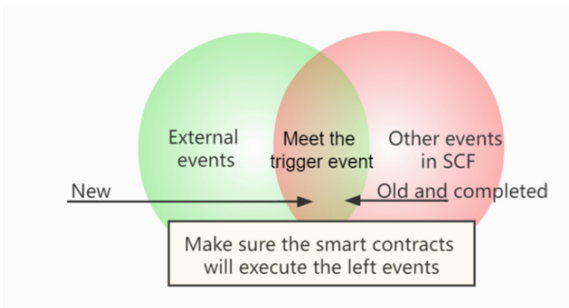 External
events
Meet the
trigger event
Other events
in SCF
New
Old and completed
Make sure the smart contracts
will execute the left events